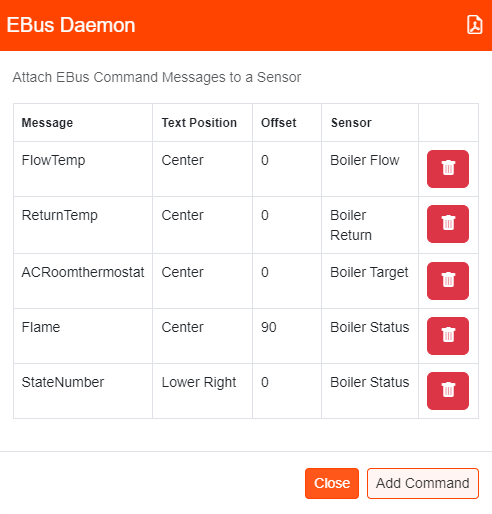 EBus Daemon
Attach EBus Command Messages to a Sensor
Message Text Position Offset Sensor
FlowTemp Center 0 Boiler Flow
ReturnTemp Center 0 Boiler
Return
ACRoomthermostat Center 0 Boiler Target
Flame Center 90 Boiler Status
StateNumber Lower Right 0 Boiler Status
Close Add Command